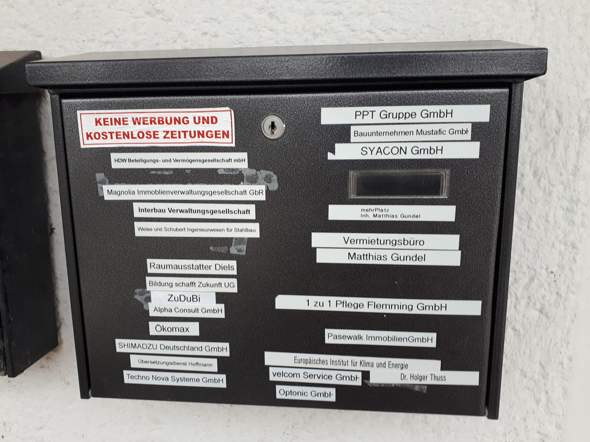 KEINE WERBUNG UND
KOSTENLOSE ZEITUNGEN
HDW Beteiligungs- und Vermögensgesellschaft mbH
Magnolia Immobilienverwaltungsgesellschaft GbR
Interbau Verwaltungsgesellschaft
Weise und Schubert Ingenieurwesen für Stahlbau
Raumausstatter Diels
Bildung schafft Zukunft UG
ZuDuBi
Alpha Consult GmbH
Ökomax
SHIMADZU Deutschland GmbH
Übersetzungsdienst Hoffmann
Techno Nova Systeme GmbH
PPT Gruppe GmbH
Bauunternehmen Mustafic GmbH
SYACON GmbH
mehrPlatz
Inh. Matthias Gundel
Vermietungsbüro
Matthias Gundel
1 zu 1 Pflege Flemming GmbH
Pasewalk ImmobilienGmbH
Europäisches Institut für Klima und Energie
velcom Service GmbH
Dr. Holger Thuss
Optonic GmbH